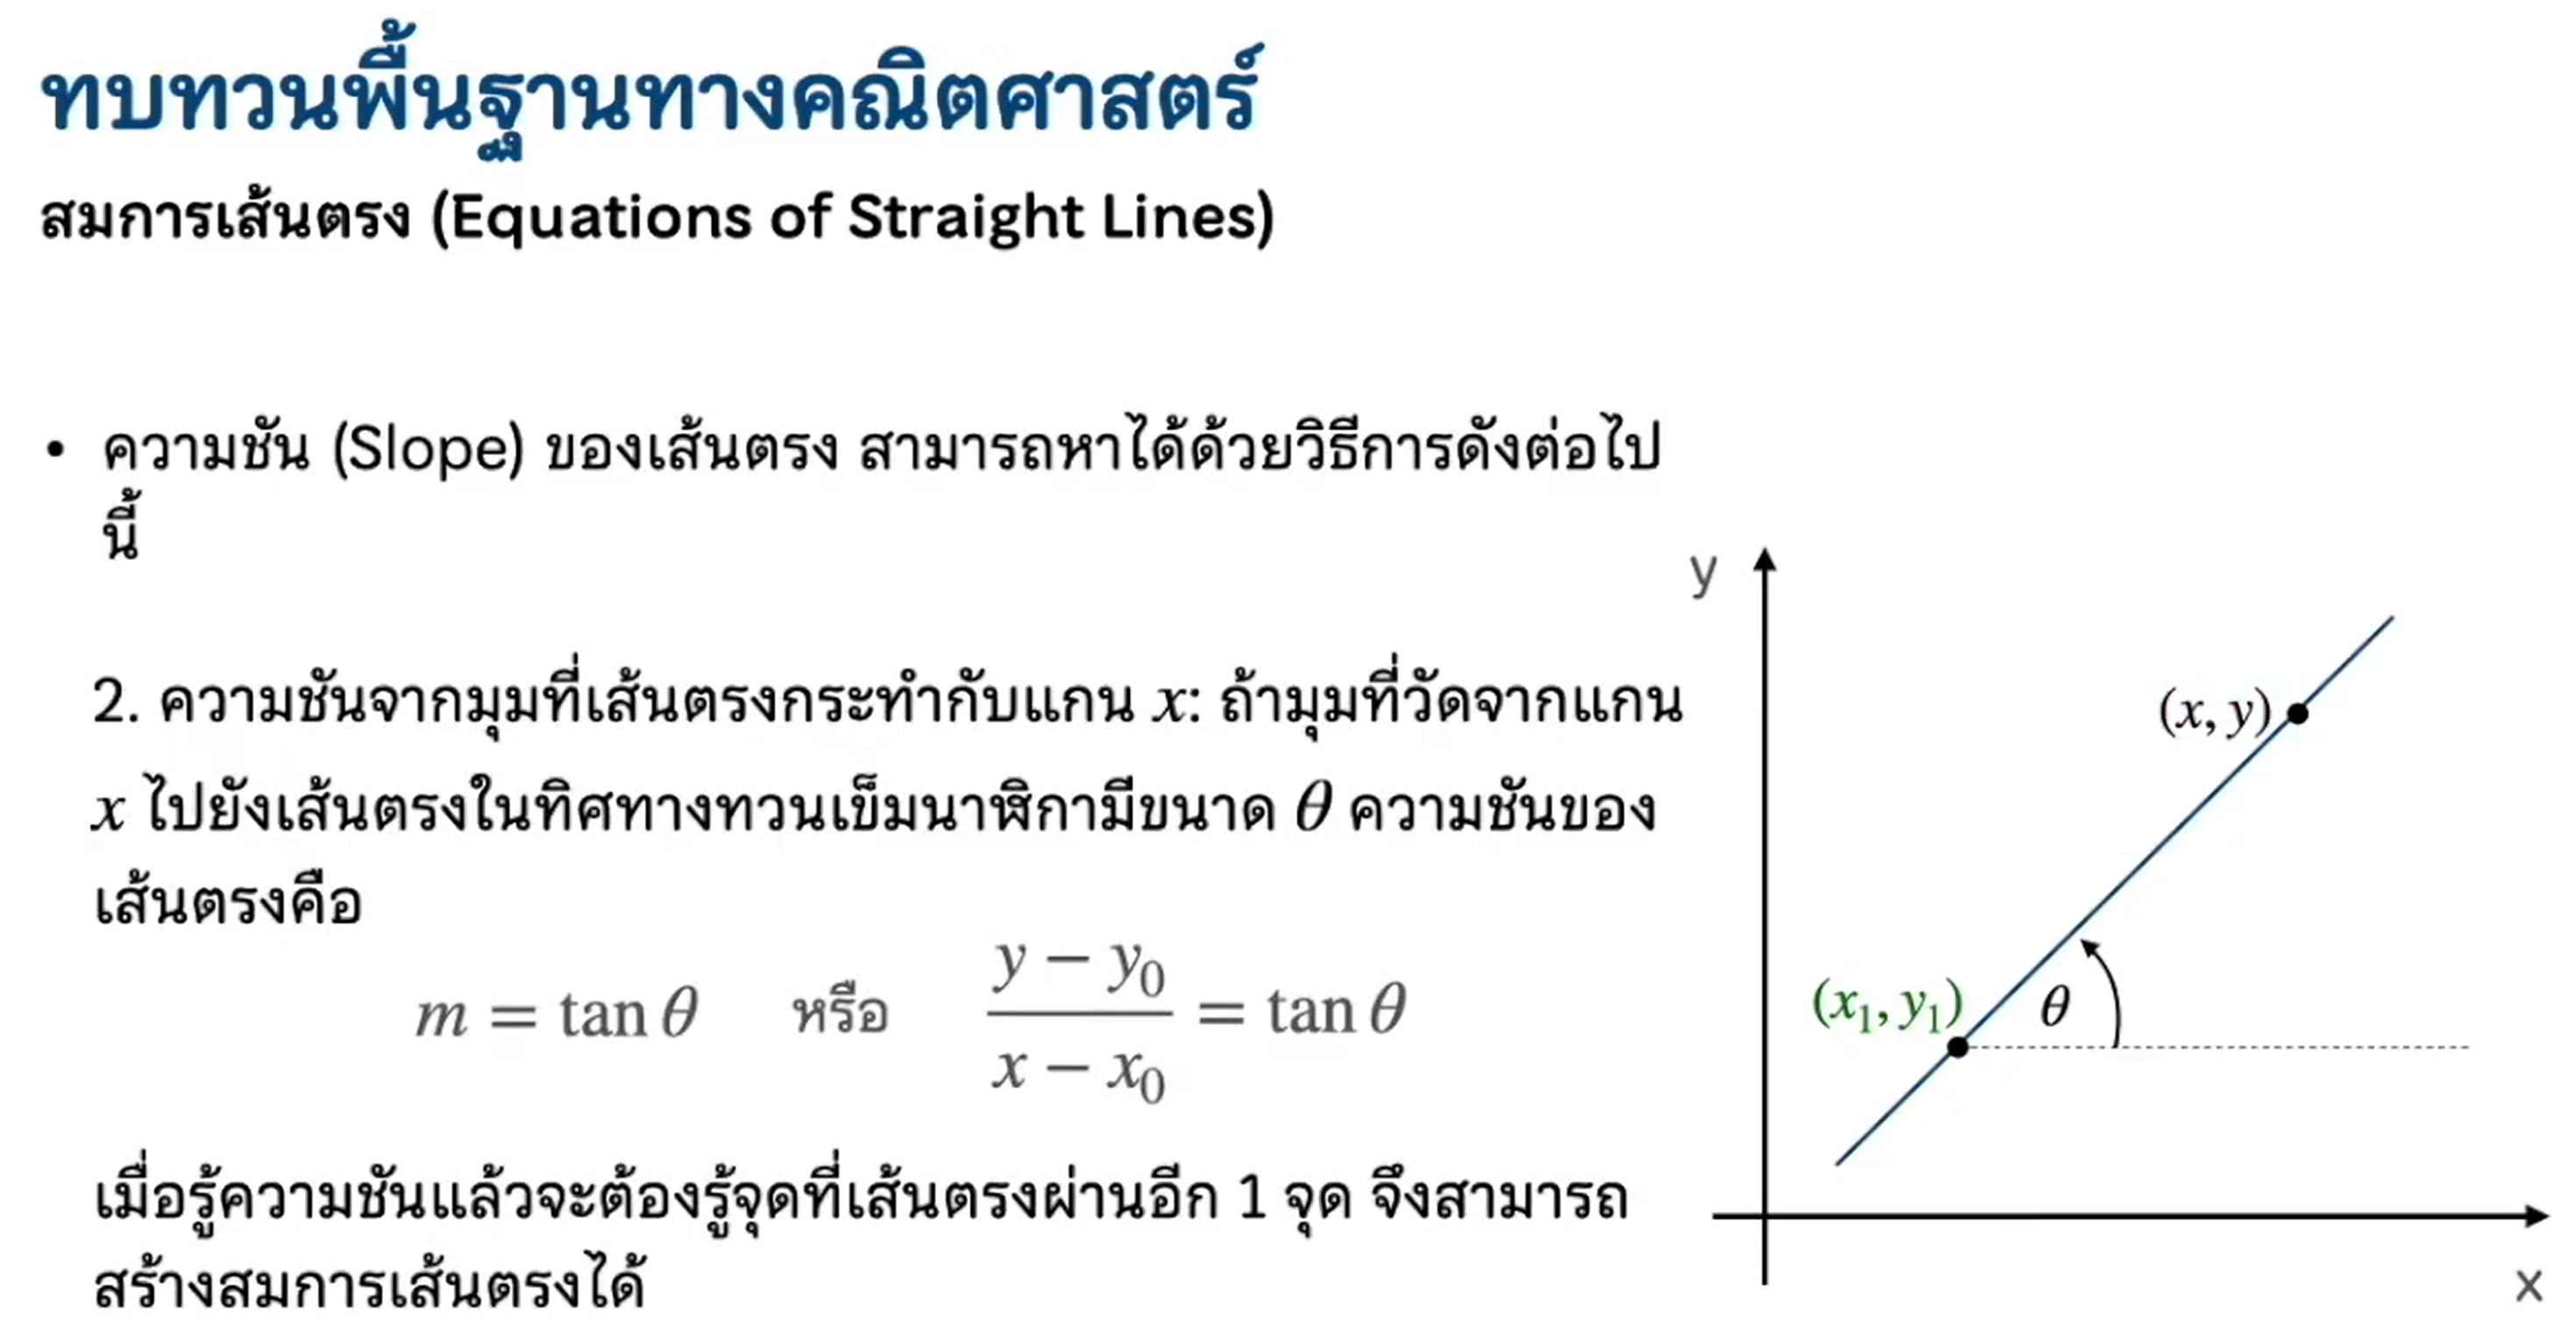 ทบทวนพื้นฐานทางคณิตศาสตร์
สมการเส้นตรง (Equations of Straight Lines)
• ความชัน (Slope) ของเส้นตรง สามารถหาได้ด้วยวิธีการดังต่อไป
นี้
2. ความชันจากมุมที่เส้นตรงกระทำกับแกน x: ถ้ามุมที่วัดจากแกน
x ไปยังเส้นตรงในทิศทางทวนเข็มนาฬิกามีขนาด θ ความชันของ
เส้นตรงคือ
m = tan θ หรือ (y − y₀)/(x − x₀) = tan θ
เมื่อรู้ความชันแล้วจะต้องรู้จุดที่เส้นตรงผ่านอีก 1 จุด จึงสามารถ
สร้างสมการเส้นตรงได้
y
(x, y)
(x₁, y₁)
θ
x